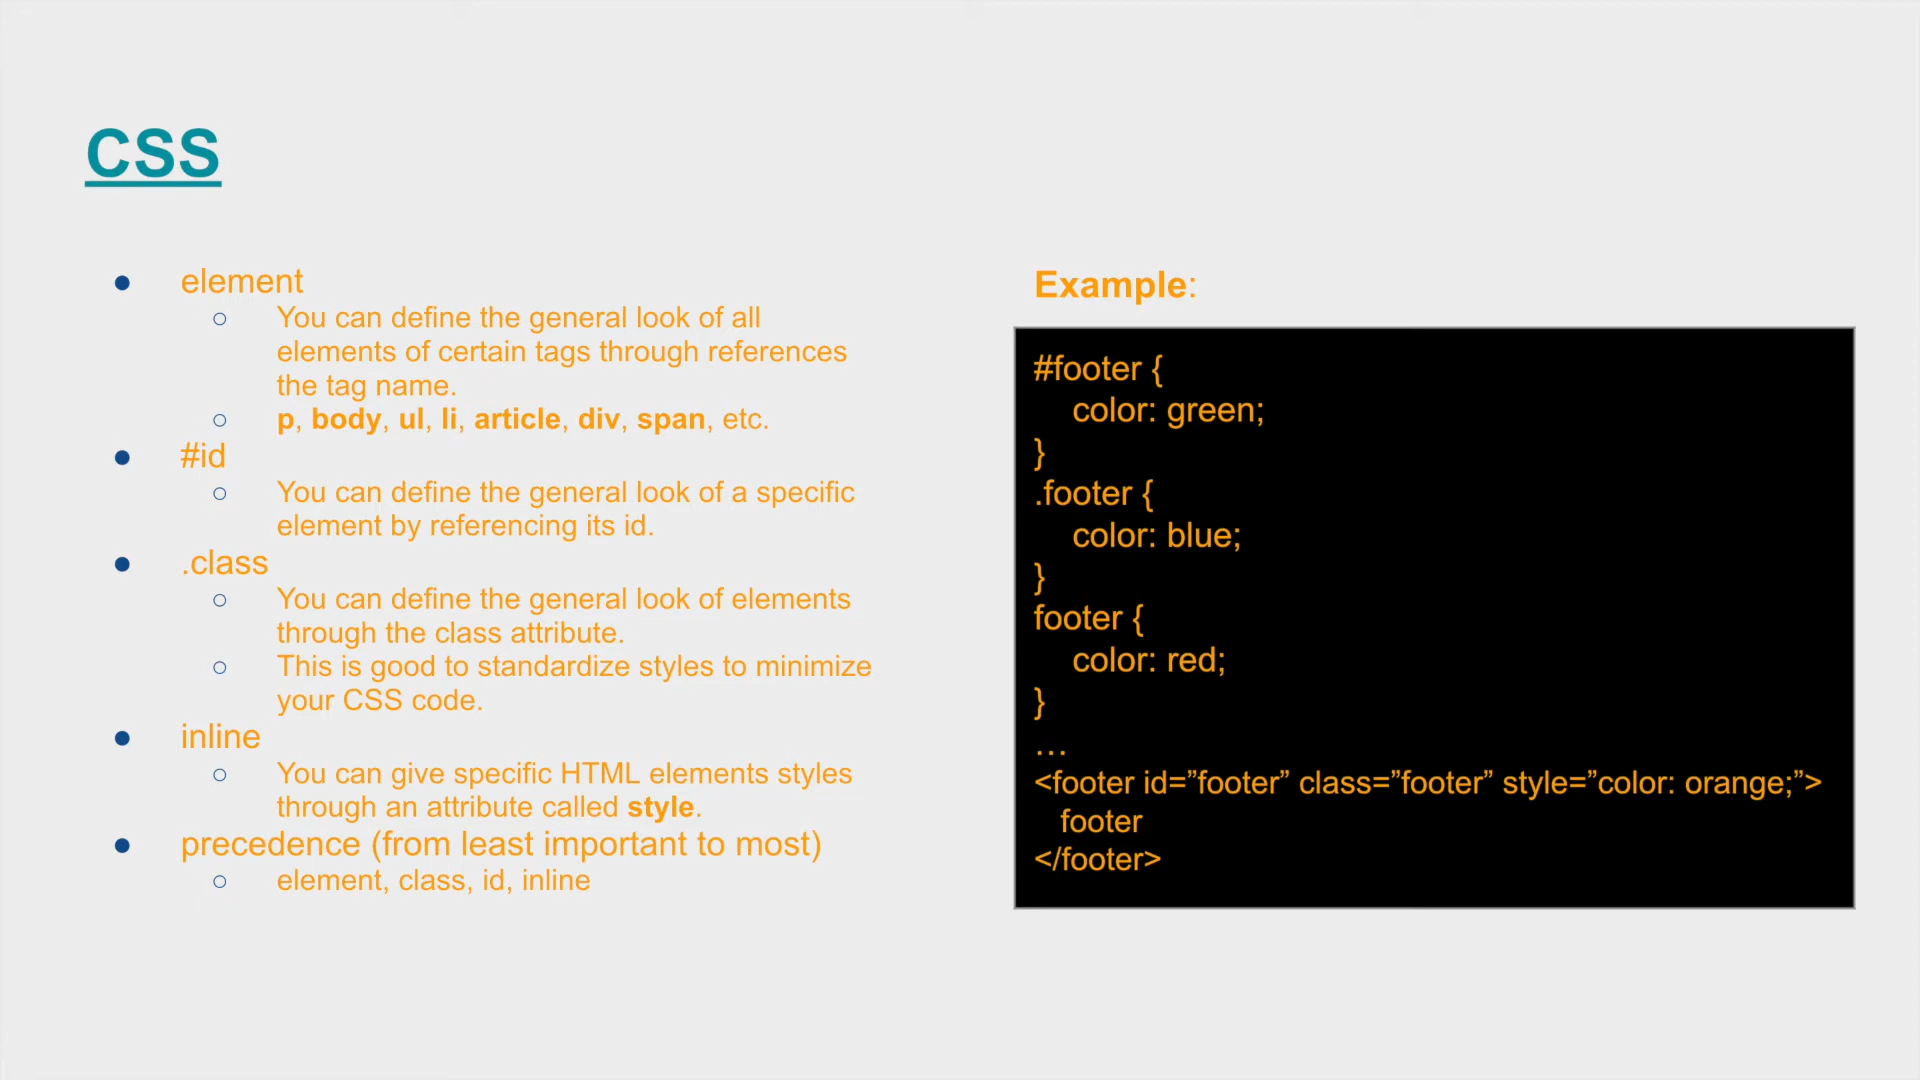 CSS
● element
○ You can define the general look of all
elements of certain tags through references
the tag name.
○ p, body, ul, li, article, div, span, etc.
● #id
○ You can define the general look of a specific
element by referencing its id.
● .class
○ You can define the general look of elements
through the class attribute.
○ This is good to standardize styles to minimize
your CSS code.
● inline
○ You can give specific HTML elements styles
through an attribute called style.
● precedence (from least important to most)
○ element, class, id, inline
Example:
#footer {
    color: green;
}
.footer {
    color: blue;
}
footer {
    color: red;
}
…
<footer id=”footer” class=”footer” style=”color: orange;”>
   footer
</footer>